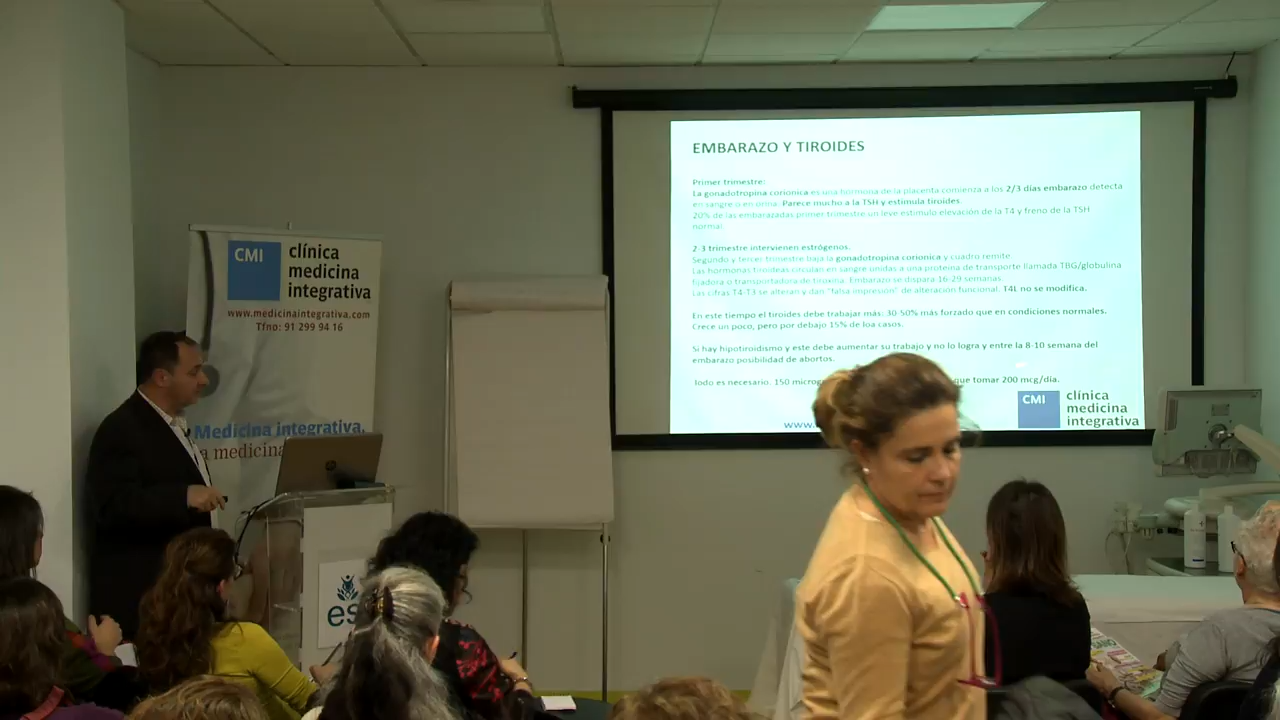 EMBARAZO Y TIROIDES
Primer trimestre:
La gonadotropina corionica es una hormona de la placenta comienza a los 2/3 días embarazo detecta
en sangre o en orina. Parece mucho a la TSH y estimula tiroides.
20% de las embarazadas primer trimestre un leve estimulo elevación de la T4 y freno de la TSH
normal.
2-3 trimestre intervienen estrógenos.
Segundo y tercer trimestre baja la gonadotropina corionica y cuadro remite
Las hormonas tiroideas circulan en sangre unidas a una proteina de transporte llamada TBG/globulina
fijadora o transportadora de tiroxina. Embarazo se dispara 16-29 semanas.
Las cifras T4-T3 se alteran y dan "falsa impresión" de alteración funcional. T4L no se modifica.
En este tiempo el tiroides debe trabajar más: 30-50% más forzado que en condiciones normales.
Crece un poco, pero por debajo 15% de loa casos.
Si hay hipotiroidismo y este debe aumentar su trabajo y no lo logra y entre la 8-10 semana del
embarazo posibilidad de abortos.
Iodo es necesario. 150 microg que tomar 200 mcg/día.
www.
CMI clínica
medicina
integrativa
CMI clínica
medicina
integrativa
www.medicinaintegrativa.com
Tfno: 91 299 94 16
Medicina integrativa,
a medicina
es